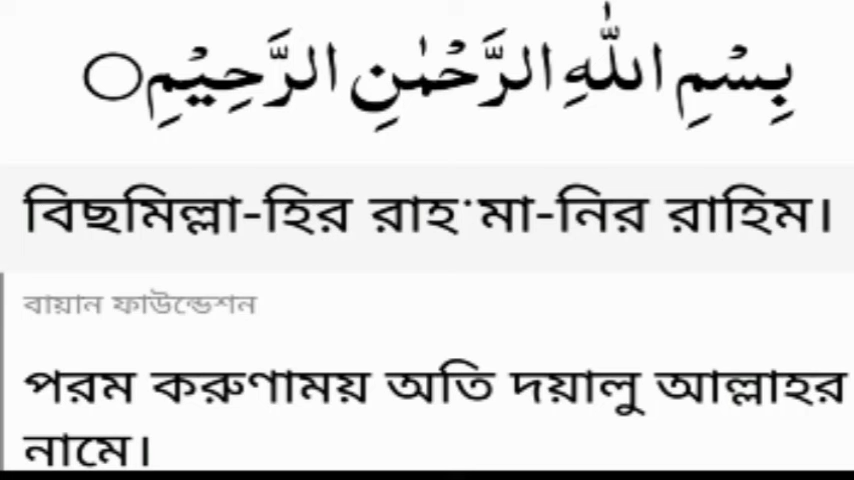 بِسْمِ اللّٰهِ الرَّحْمٰنِ الرَّحِيْمِ○
বিছমিল্লা-হির রাহ·মা-নির রাহিম।
বায়ান ফাউন্ডেশন
পরম করুণাময় অতি দয়ালু আল্লাহর
নামে।